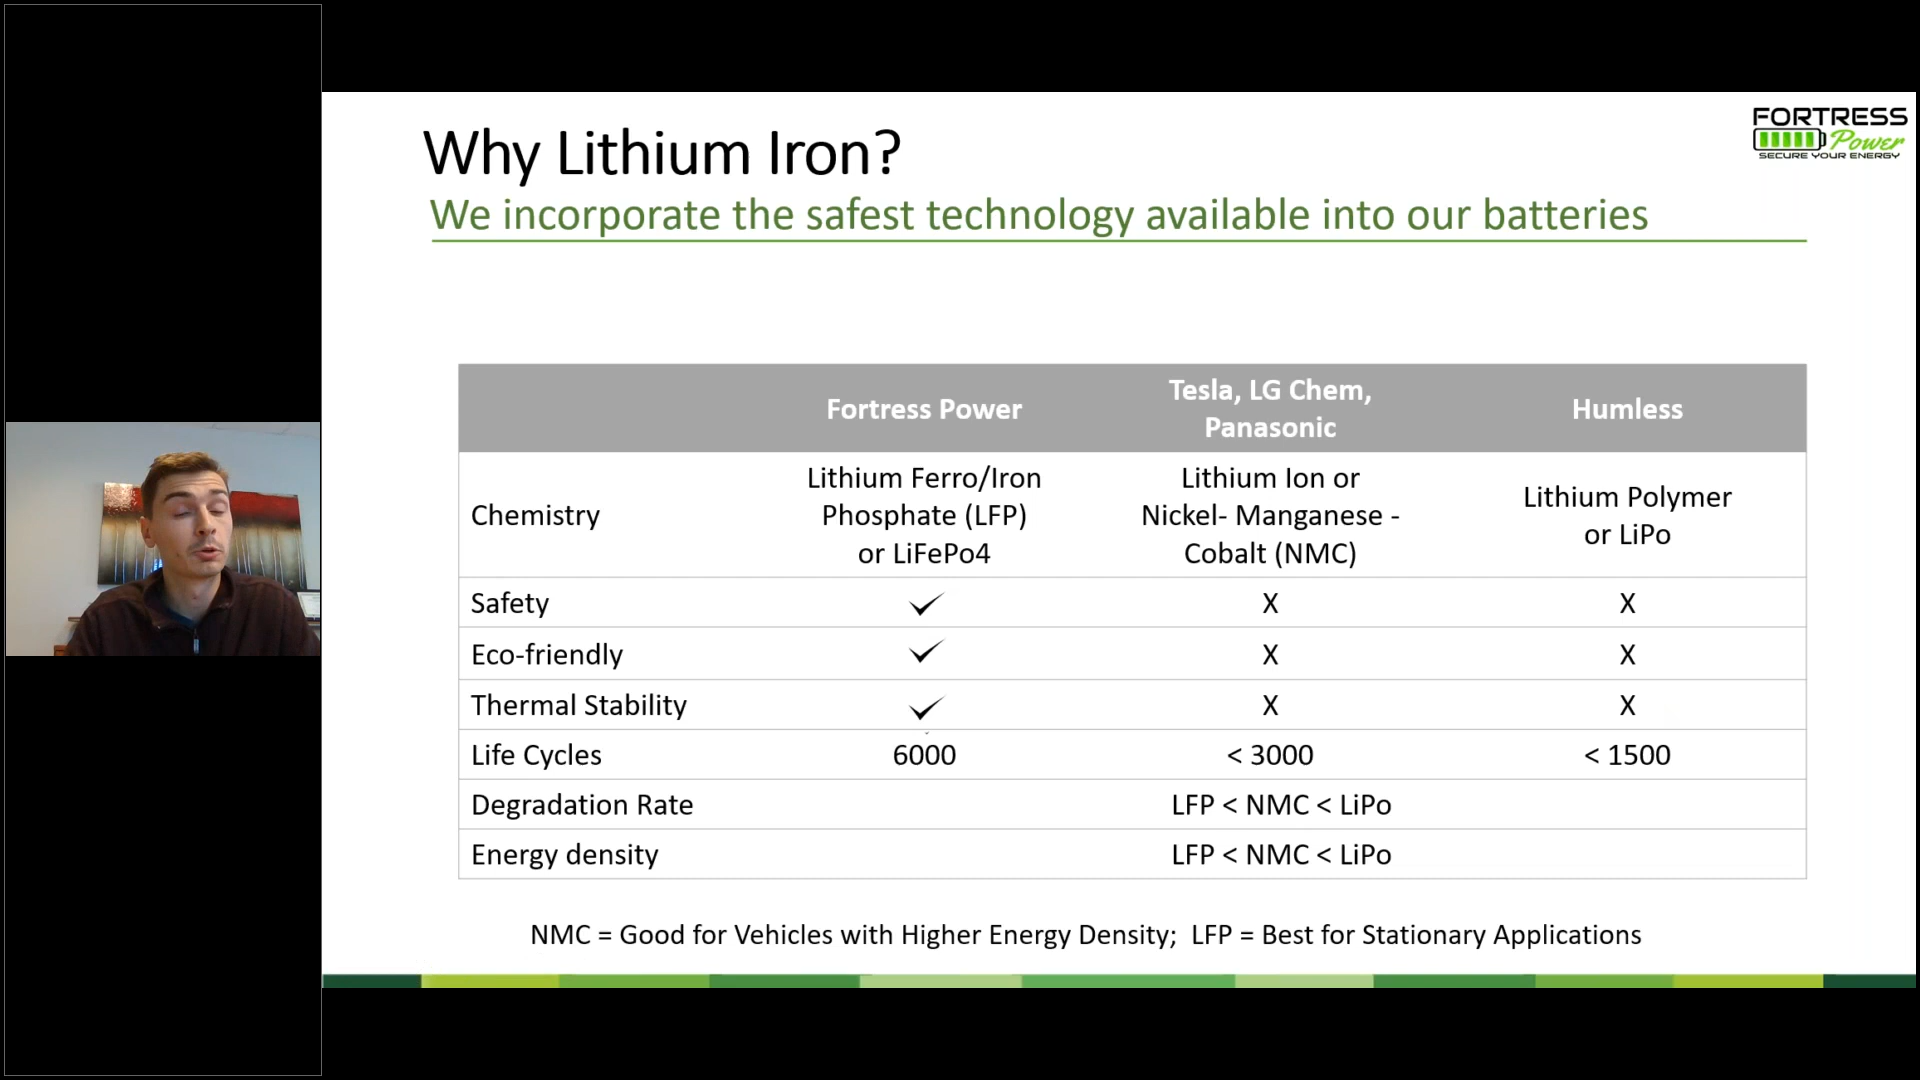 FORTRESS
Power
SECURE YOUR ENERGY
Why Lithium Iron?
We incorporate the safest technology available into our batteries
Fortress Power
Tesla, LG Chem,
Panasonic
Humless
Chemistry
Lithium Ferro/Iron
Phosphate (LFP)
or LiFePo4
Lithium Ion or
Nickel- Manganese -
Cobalt (NMC)
Lithium Polymer
or LiPo
Safety
✓
X
X
Eco-friendly
✓
X
X
Thermal Stability
✓
X
X
Life Cycles
6000
< 3000
< 1500
Degradation Rate
LFP < NMC < LiPo
Energy density
LFP < NMC < LiPo
NMC = Good for Vehicles with Higher Energy Density;  LFP = Best for Stationary Applications